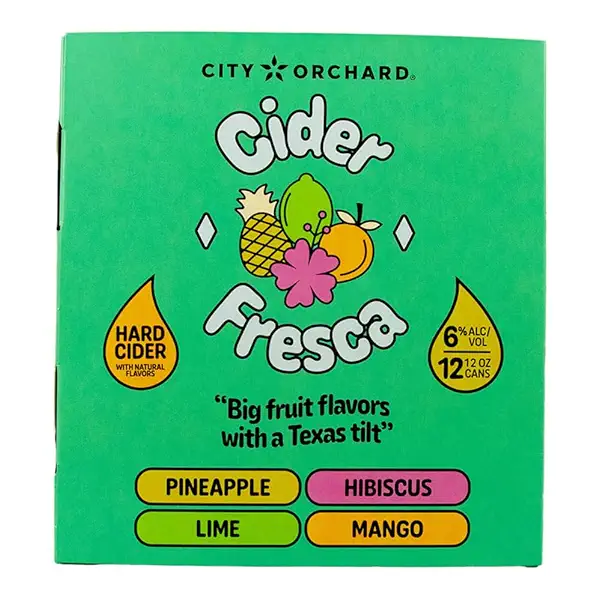 CITY ORCHARD®
Cider
Fresca
HARD
CIDER
WITH NATURAL
FLAVORS
6% ALC/
VOL
12 12 OZ
CANS
"Big fruit flavors
with a Texas tilt"
PINEAPPLE
HIBISCUS
LIME
MANGO